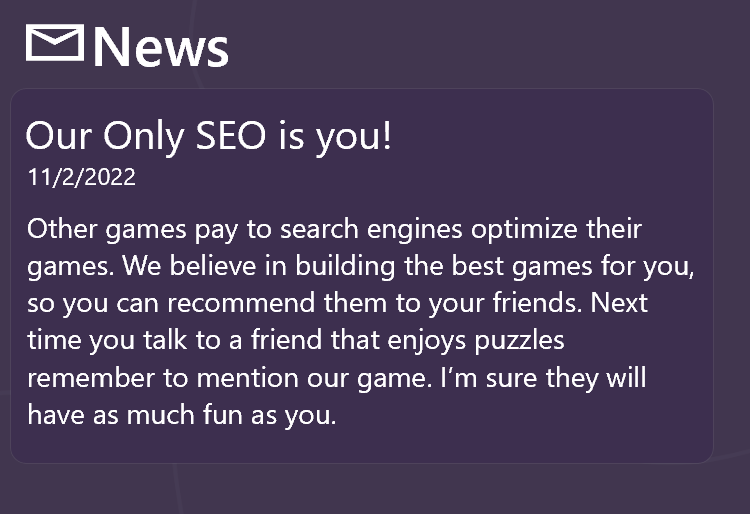 News
Our Only SEO is you!
11/2/2022
Other games pay to search engines optimize their
games. We believe in building the best games for you,
so you can recommend them to your friends. Next
time you talk to a friend that enjoys puzzles
remember to mention our game. I’m sure they will
have as much fun as you.